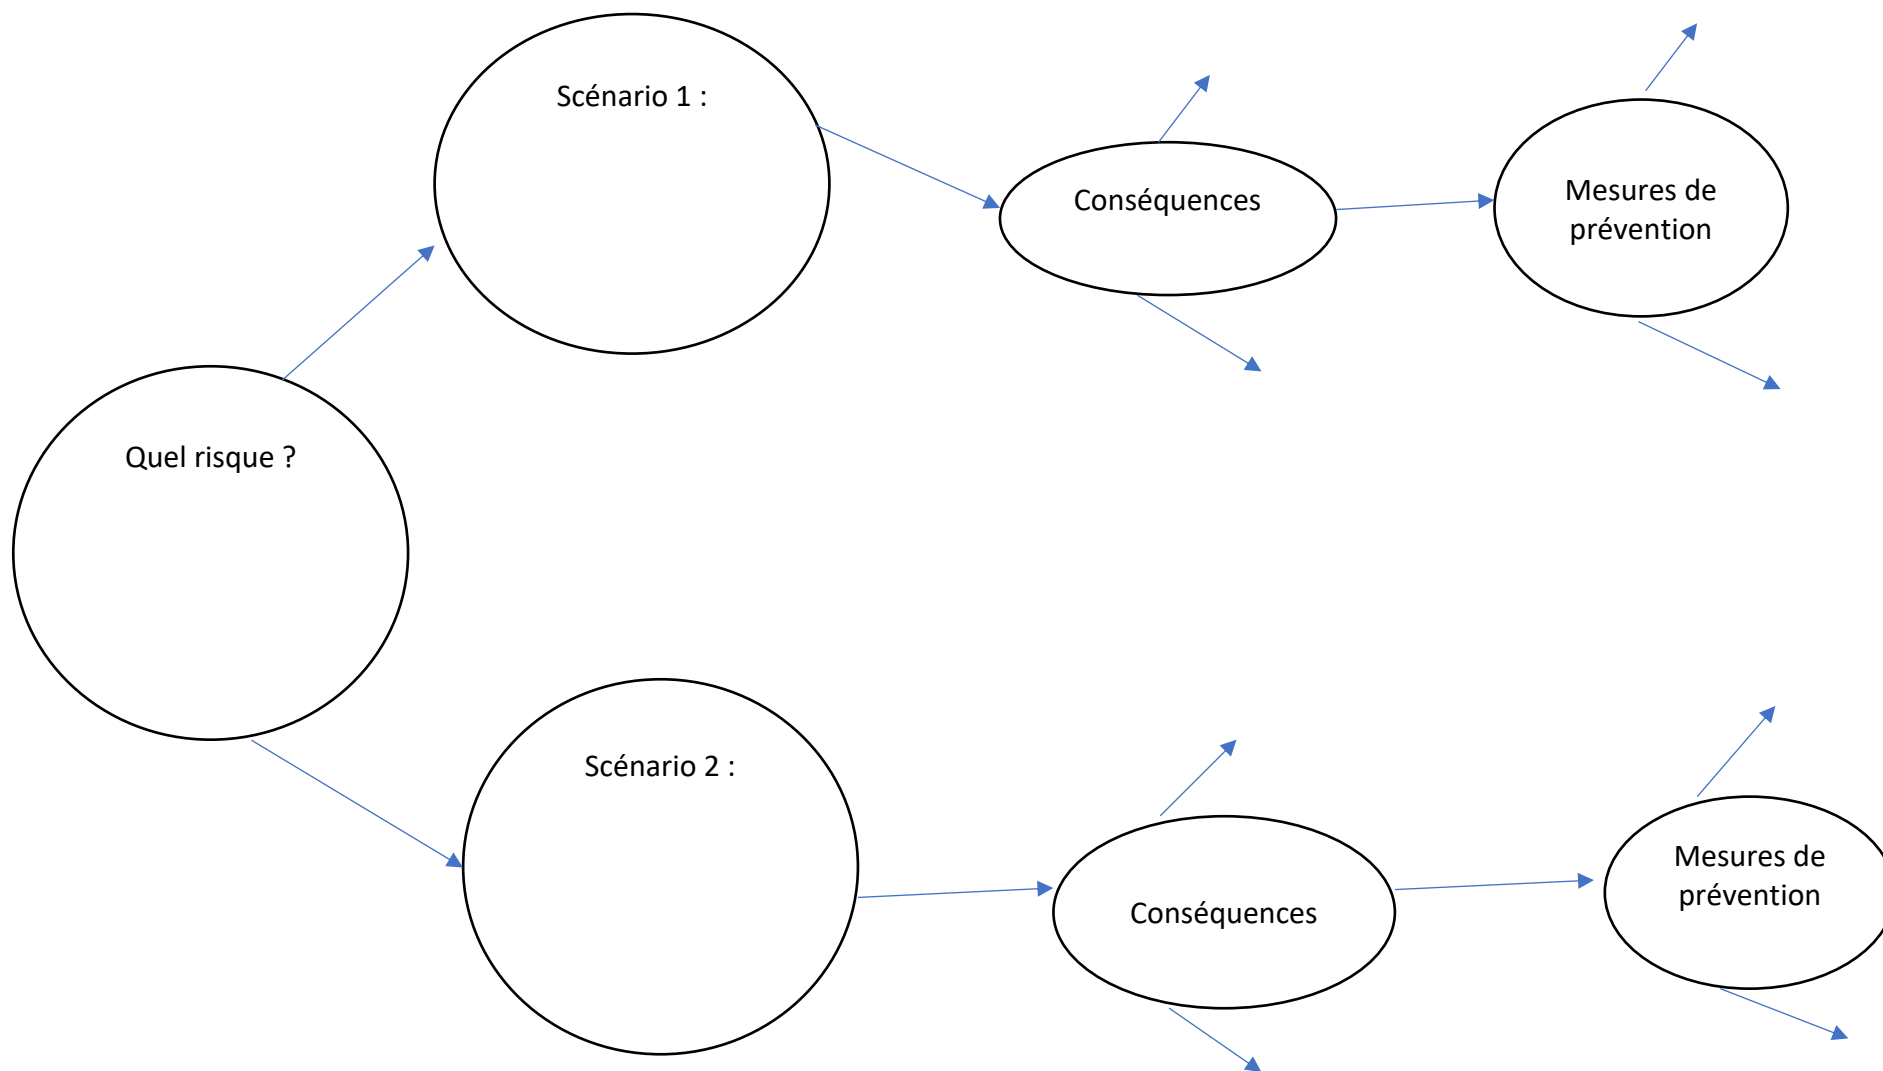 Scénario 1 :
Conséquences
Mesures de
prévention
Quel risque ?
Scénario 2 :
Conséquences
Mesures de
prévention